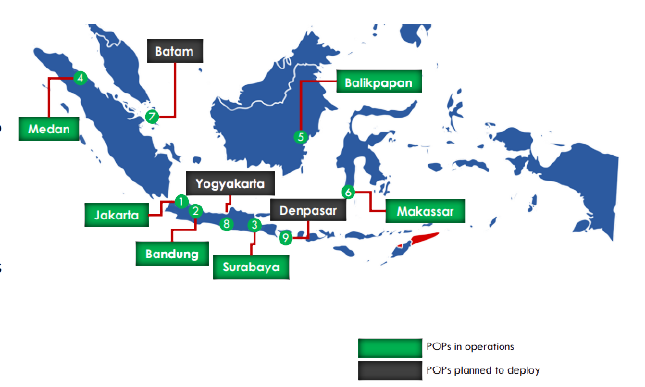 Batam
4
Balikpapan
7
Medan
5
Yogyakarta
6
1
Jakarta
2
Denpasar
Makassar
8
3
9
Bandung
Surabaya
POPs in operations
POPs planned to deploy